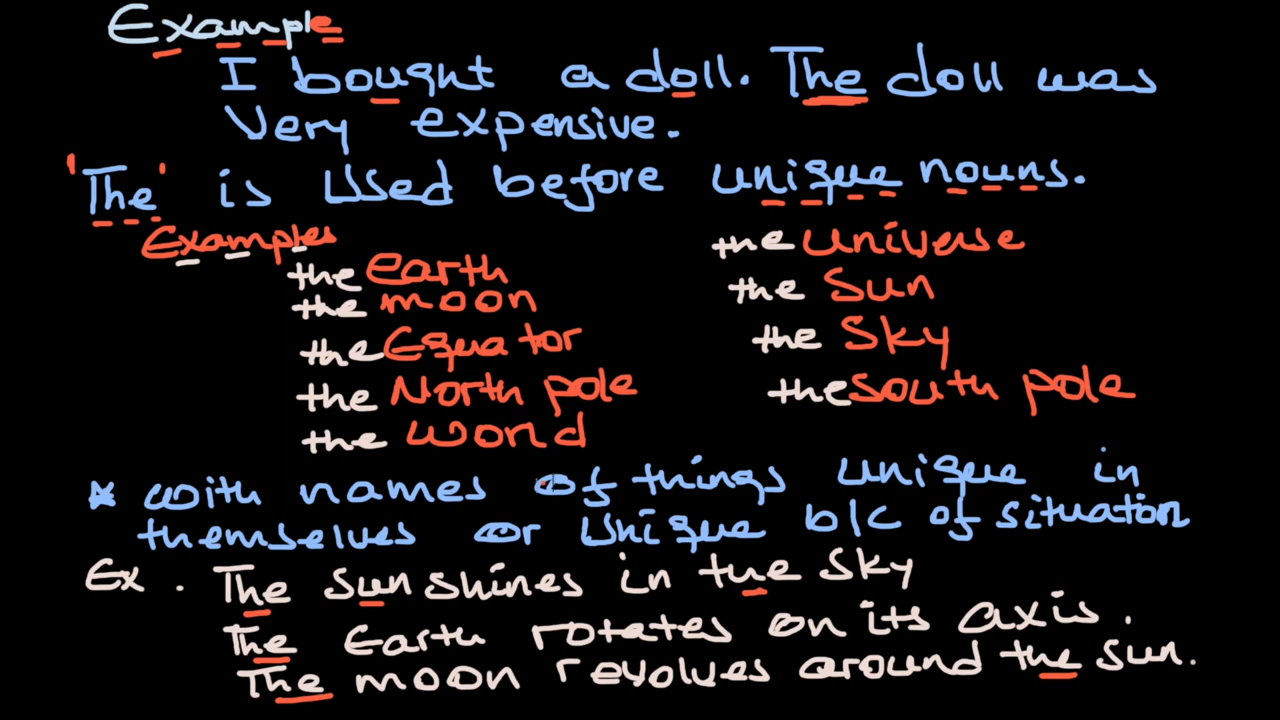 Example
I bought a doll. The doll was
very expensive.
'The' is used before unique nouns.
Examples
the earth
the moon
the Equator
the North pole
the world
the universe
the Sun
the Sky
the south pole
* with names of things unique in
themselves or unique b/c of situation
Ex. The Sun shines in the Sky
The Earth rotates on its axis.
The moon revolves around the sun.